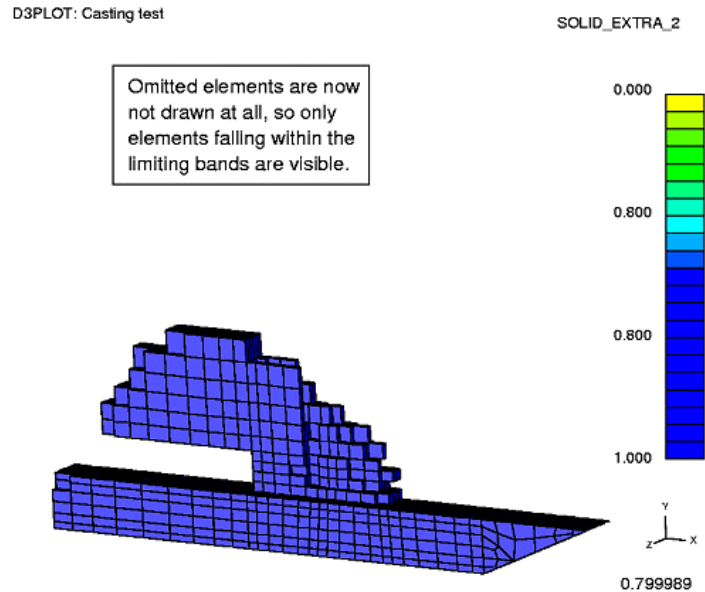 D3PLOT: Casting test
SOLID_EXTRA_2
Omitted elements are now
not drawn at all, so only
elements falling within the
limiting bands are visible.
0.000
0.800
0.800
1.000
Y
Z X
0.799989